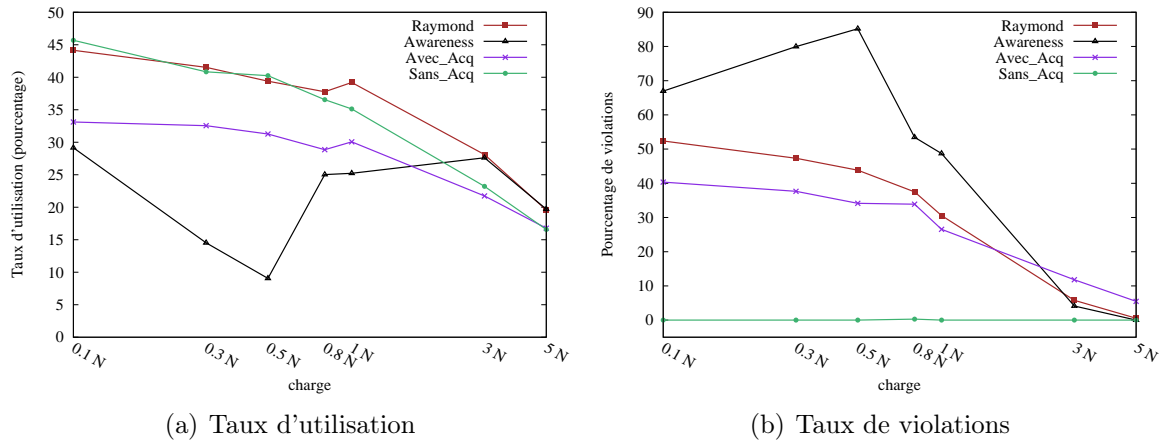 50
45
40
35
30
25
20
15
10
5
0
Taux d'utilisation (pourcentage)
Raymond
Awareness
Avec_Acq
Sans_Acq
0.1 N
0.3 N
0.5 N
0.8 N
1 N
3 N
5 N
charge
(a) Taux d'utilisation
90
80
70
60
50
40
30
20
10
0
Pourcentage de violations
Raymond
Awareness
Avec_Acq
Sans_Acq
0.1 N
0.3 N
0.5 N
0.8 N
1 N
3 N
5 N
charge
(b) Taux de violations